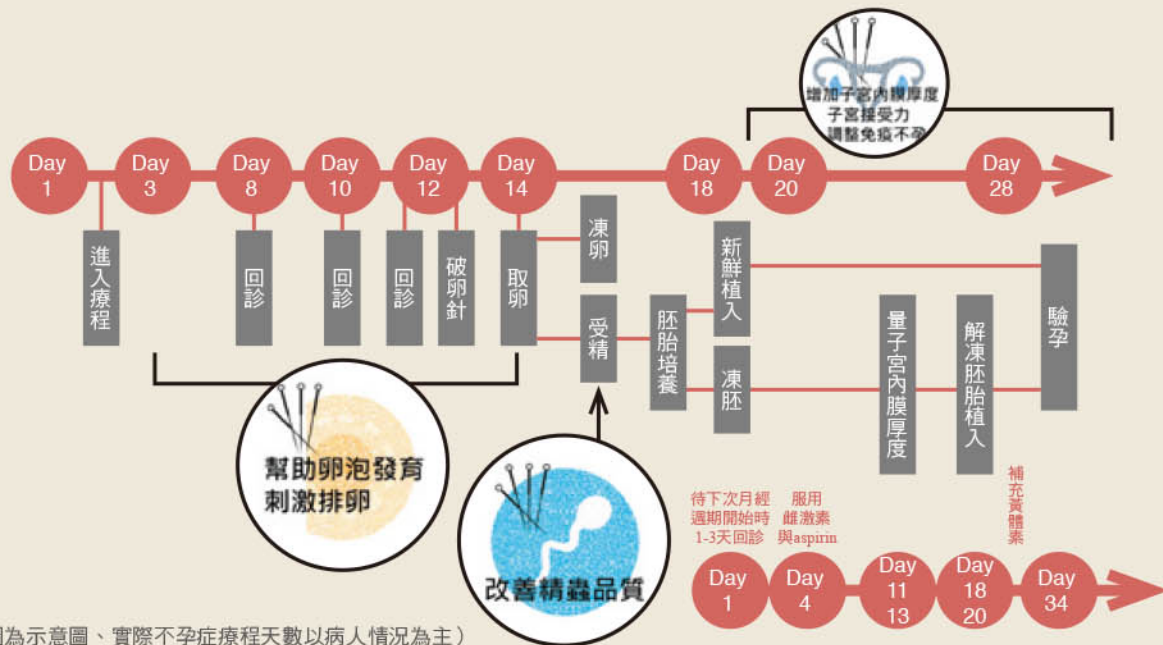 增加子宮內膜厚度
子宮接受力
調整免疫不孕
Day 1
Day 3
Day 8
Day 10
Day 12
Day 14
Day 18
Day 20
Day 28
進入療程
回診
回診
回診
破卵針
取卵
凍卵
受精
胚胎培養
新鮮植入
凍胚
量子宮內膜厚度
解凍胚胎植入
驗孕
幫助卵泡發育
刺激排卵
改善精蟲品質
待下次月經
週期開始時
1-3天回診
服用
雌激素
與aspirin
補充黃體素
Day 1
Day 4
Day 11 13
Day 18 20
Day 34
為示意圖、實際不孕症療程天數以病人情況為主）